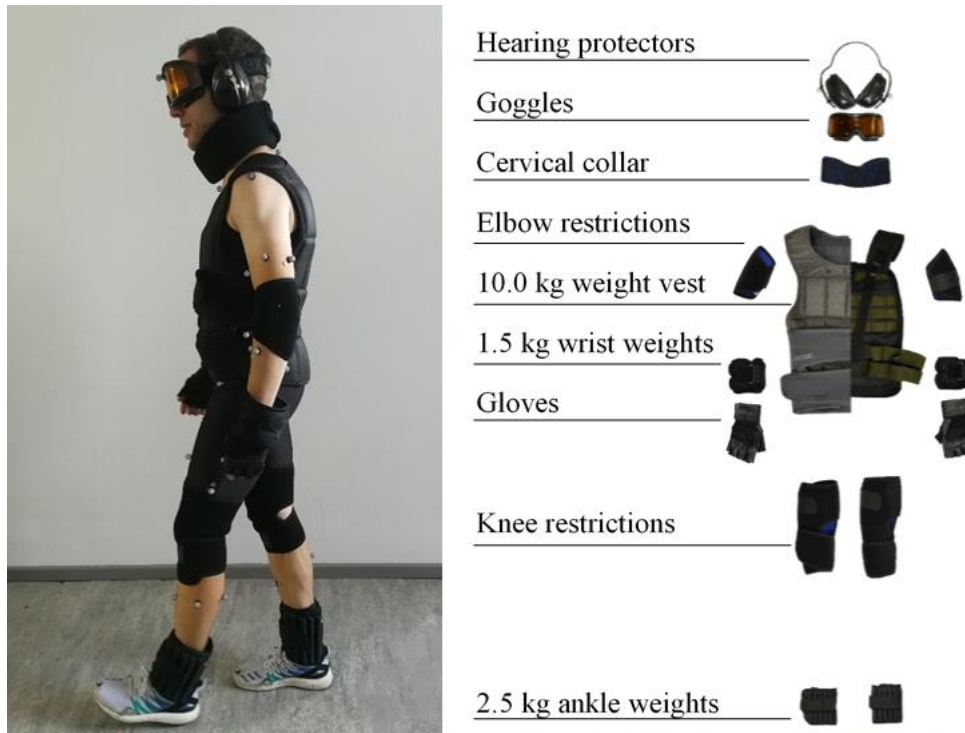 Hearing protectors
Goggles
Cervical collar
Elbow restrictions
10.0 kg weight vest
1.5 kg wrist weights
Gloves
Knee restrictions
2.5 kg ankle weights